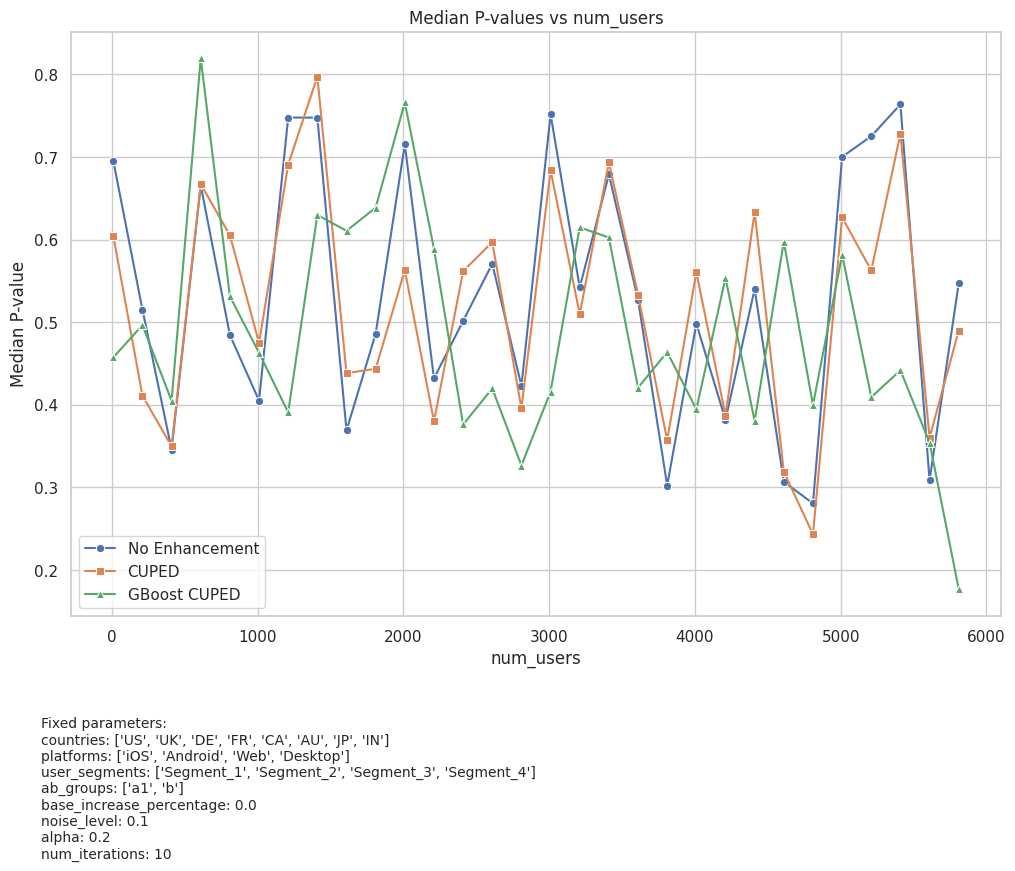 Median P-values vs num_users
Median P-value
0.8
0.7
0.6
0.5
0.4
0.3
0.2
No Enhancement
CUPED
GBoost CUPED
0 1000 2000 3000 4000 5000 6000
num_users
Fixed parameters:
countries: ['US', 'UK', 'DE', 'FR', 'CA', 'AU', 'JP', 'IN']
platforms: ['iOS', 'Android', 'Web', 'Desktop']
user_segments: ['Segment_1', 'Segment_2', 'Segment_3', 'Segment_4']
ab_groups: ['a1', 'b']
base_increase_percentage: 0.0
noise_level: 0.1
alpha: 0.2
num_iterations: 10